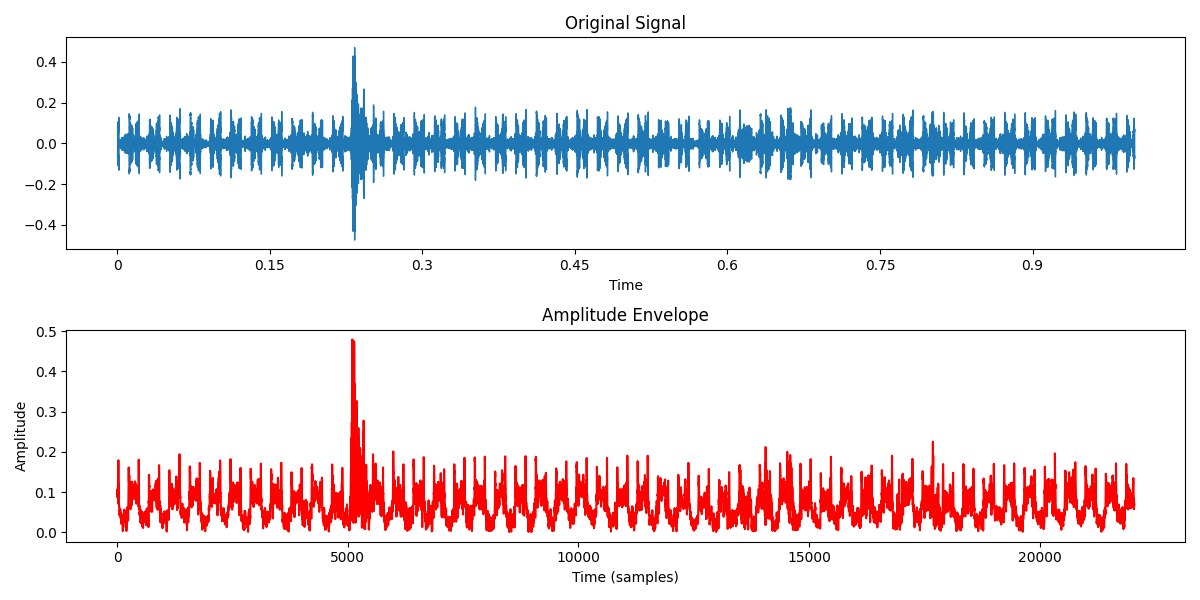 Original Signal
0.4
0.2
0.0
−0.2
−0.4
0 0.15 0.3 0.45 0.6 0.75 0.9
Time
Amplitude Envelope
Amplitude
0.5
0.4
0.3
0.2
0.1
0.0
0 5000 10000 15000 20000
Time (samples)